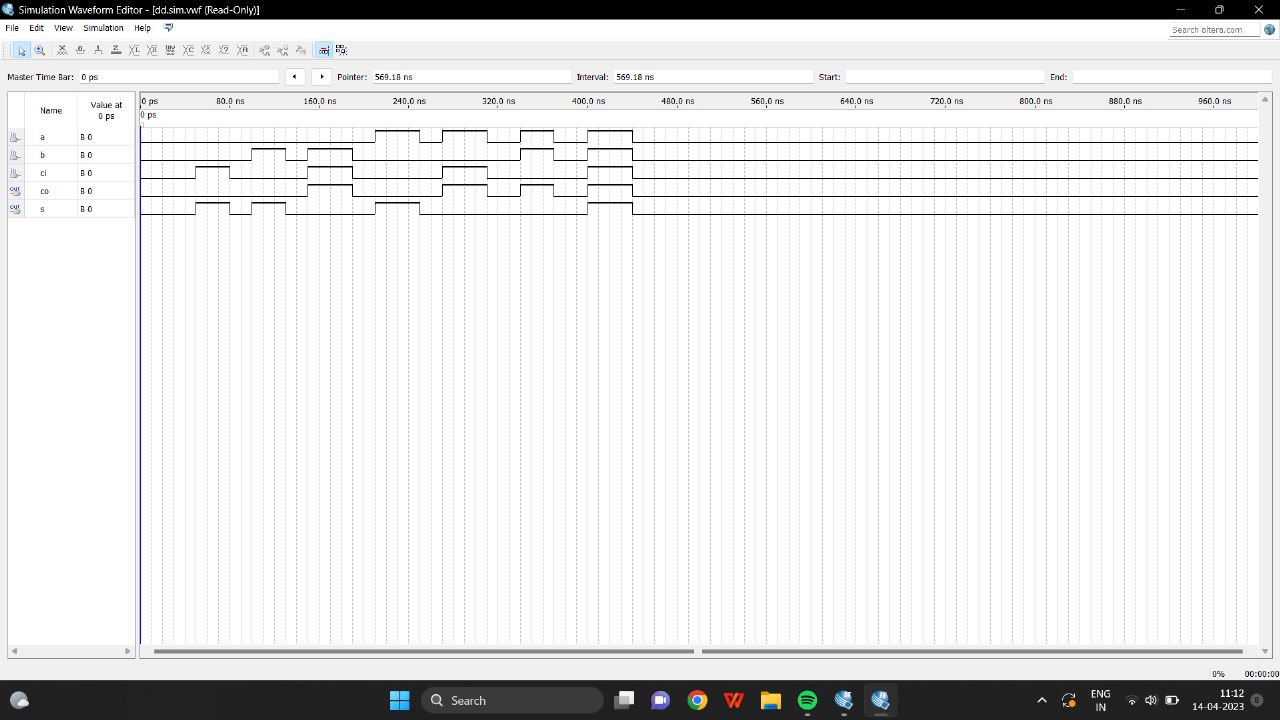 Simulation Waveform Editor - [dd.sim.vwf (Read-Only)]
File Edit View Simulation Help
Search altera.com
Master Time Bar: 0 ps Pointer: 569.18 ns Interval: 569.18 ns Start: End:
Name Value at 0 ps
0 ps 80.0 ns 160.0 ns 240.0 ns 320.0 ns 400.0 ns 480.0 ns 560.0 ns 640.0 ns 720.0 ns 800.0 ns 880.0 ns 960.0 ns
0 ps
a B 0
b B 0
ci B 0
co B 0
s B 0
0% 00:00:00
Search
ENG
IN
11:12
14-04-2023